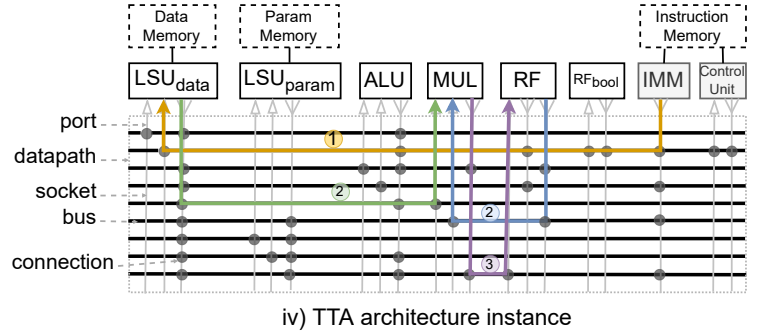 Data
Memory
Param
Memory
Instruction
Memory
LSUdata
LSUparam
ALU
MUL
RF
RFbool
IMM
Control
Unit
port
1
datapath
socket
2
bus
2
connection
3
iv) TTA architecture instance